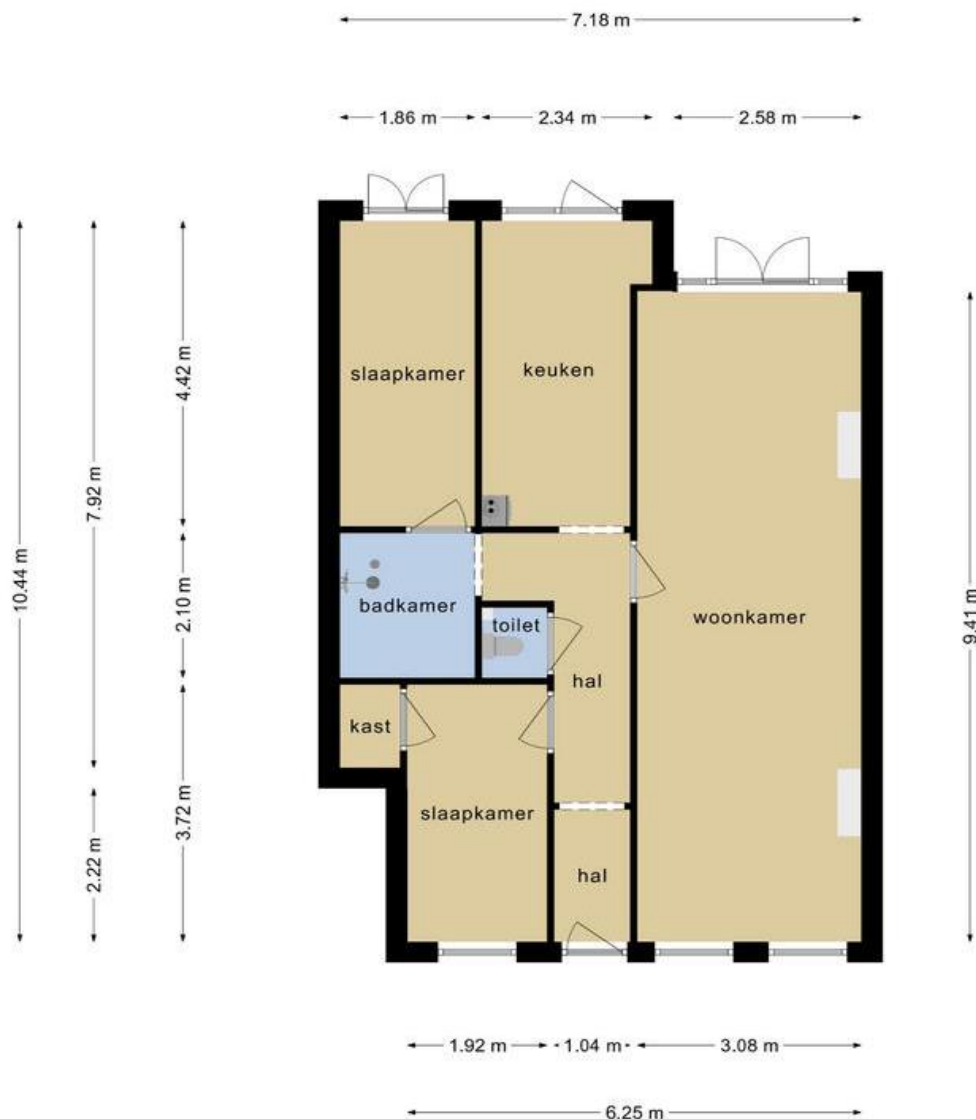 7.18 m
1.86 m
2.34 m
2.58 m
10.44 m
7.92 m
2.22 m
4.42 m
2.10 m
3.72 m
9.41 m
slaapkamer
keuken
badkamer
toilet
woonkamer
hal
kast
slaapkamer
hal
1.92 m
1.04 m
3.08 m
6.25 m